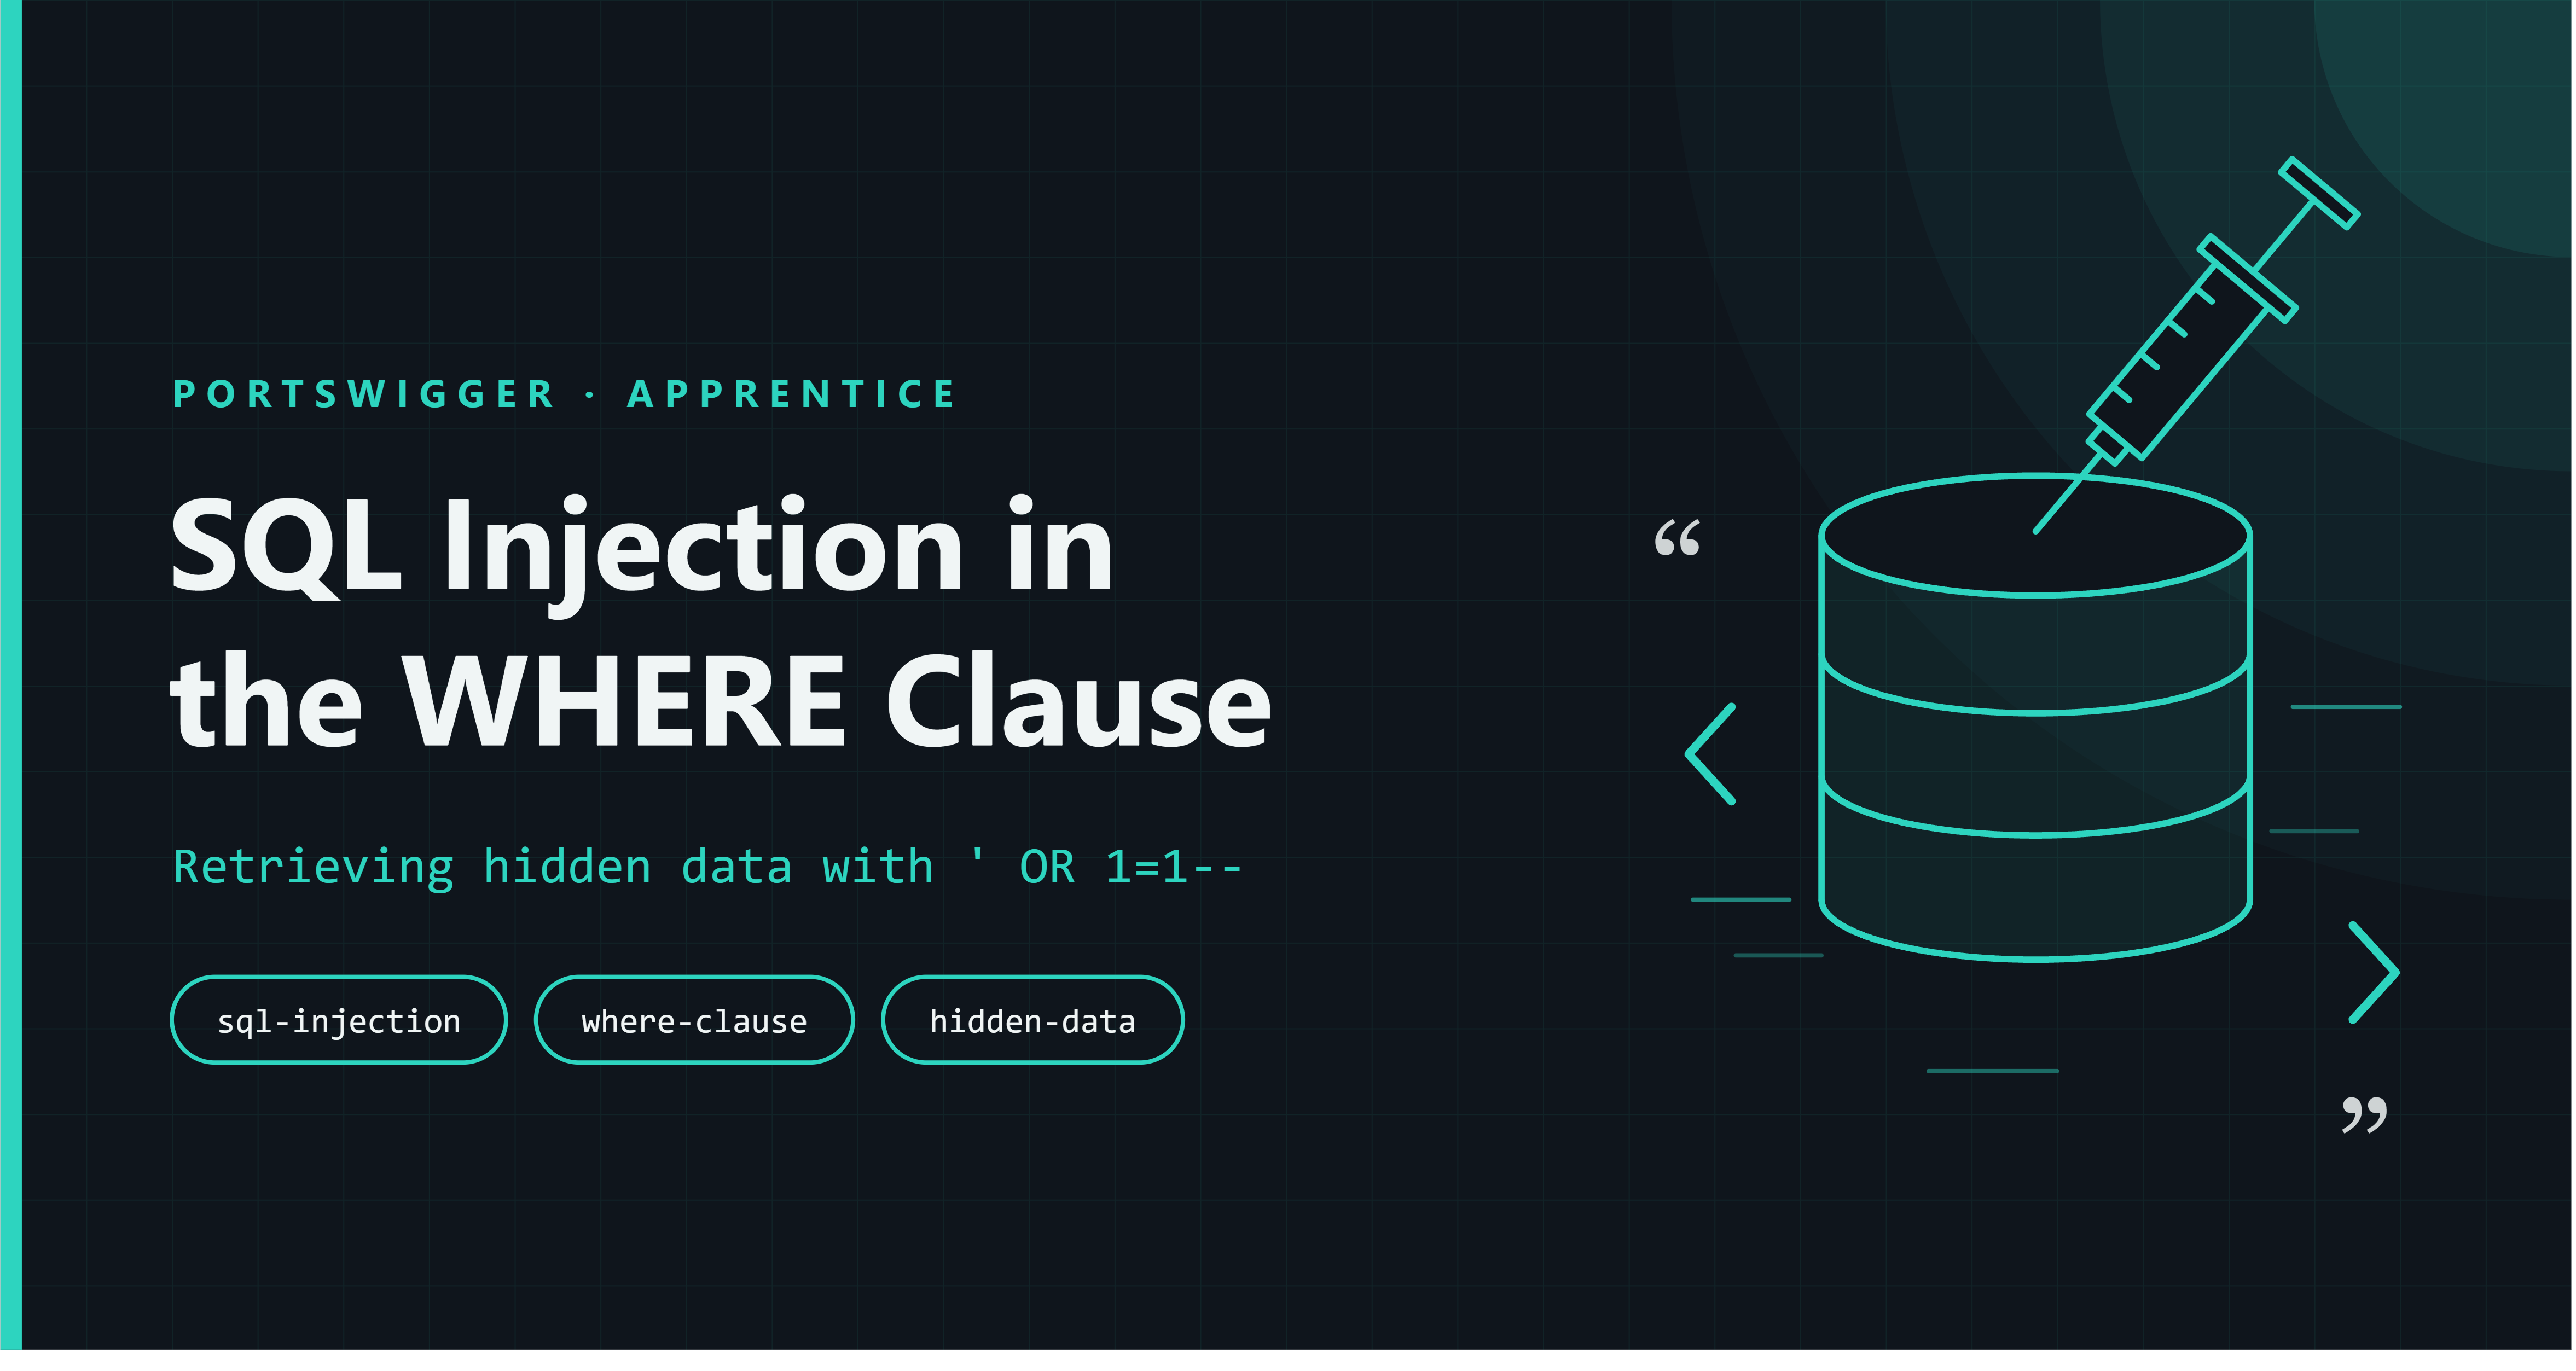 PORTSWIGGER · APPRENTICE
SQL Injection in
the WHERE Clause
Retrieving hidden data with ' OR 1=1--
sql-injection where-clause hidden-data
“
”